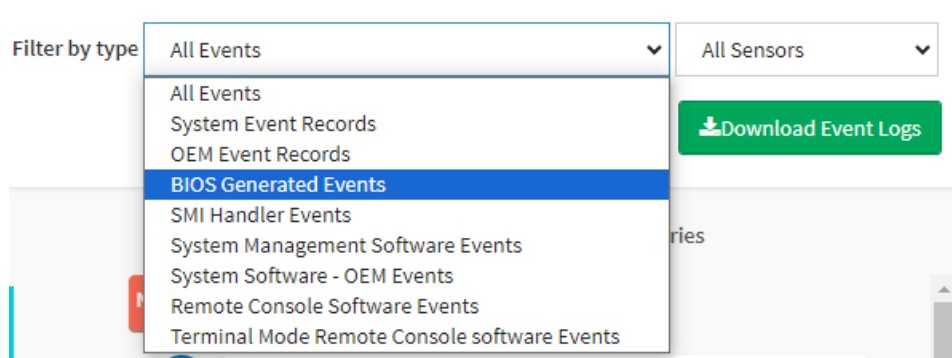 Filter by type All Events All Sensors
All Events
System Event Records
Download Event Logs
OEM Event Records
BIOS Generated Events
SMI Handler Events
System Management Software Events
System Software - OEM Events
Remote Console Software Events
Terminal Mode Remote Console software Events